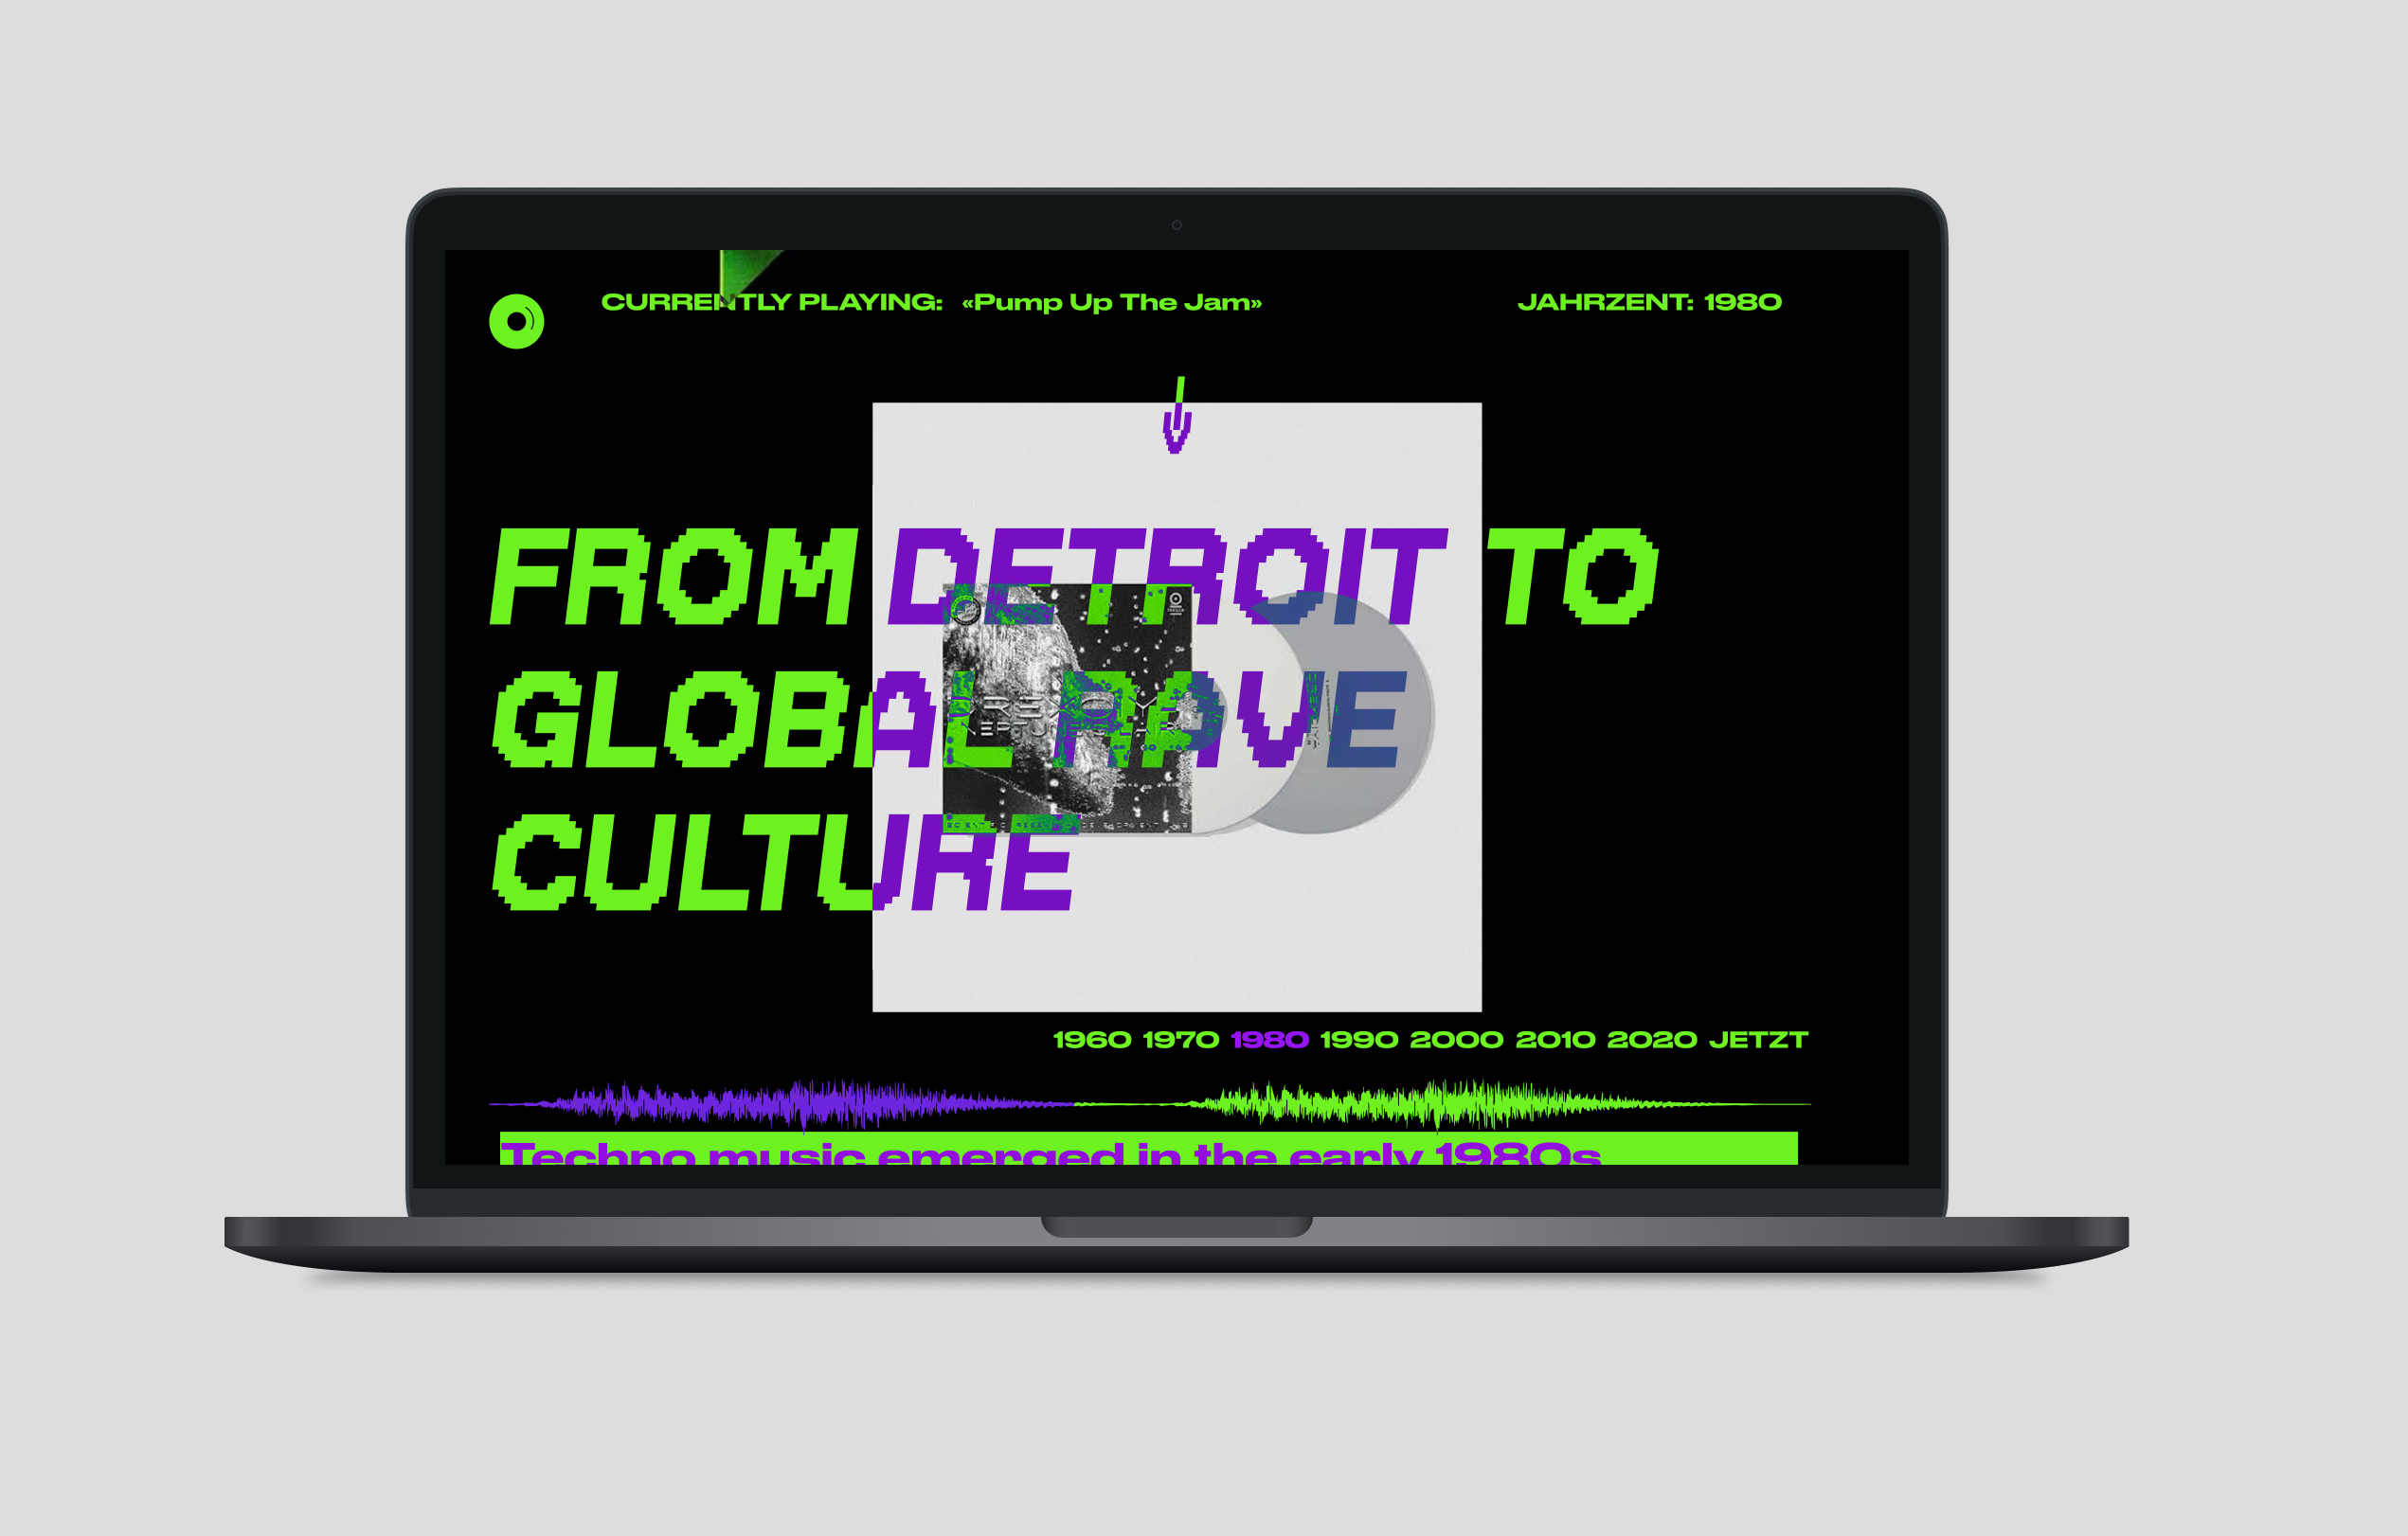 CURRENTLY PLAYING: «Pump Up The Jam»
JAHRZENT: 1980
FROM DETROIT TO
GLOBAL RAVE
CULTURE
1960 1970 1980 1990 2000 2010 2020 JETZT
Techno music emerged in the early 1980s